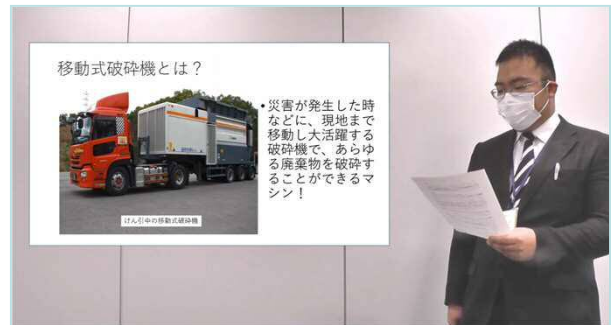 移動式破砕機とは？
•災害が発生した時
などに、現地まで
移動し大活躍する
破砕機で、あらゆ
る廃棄物を破砕す
ることができるマ
シン！
けん引中の移動式破砕機